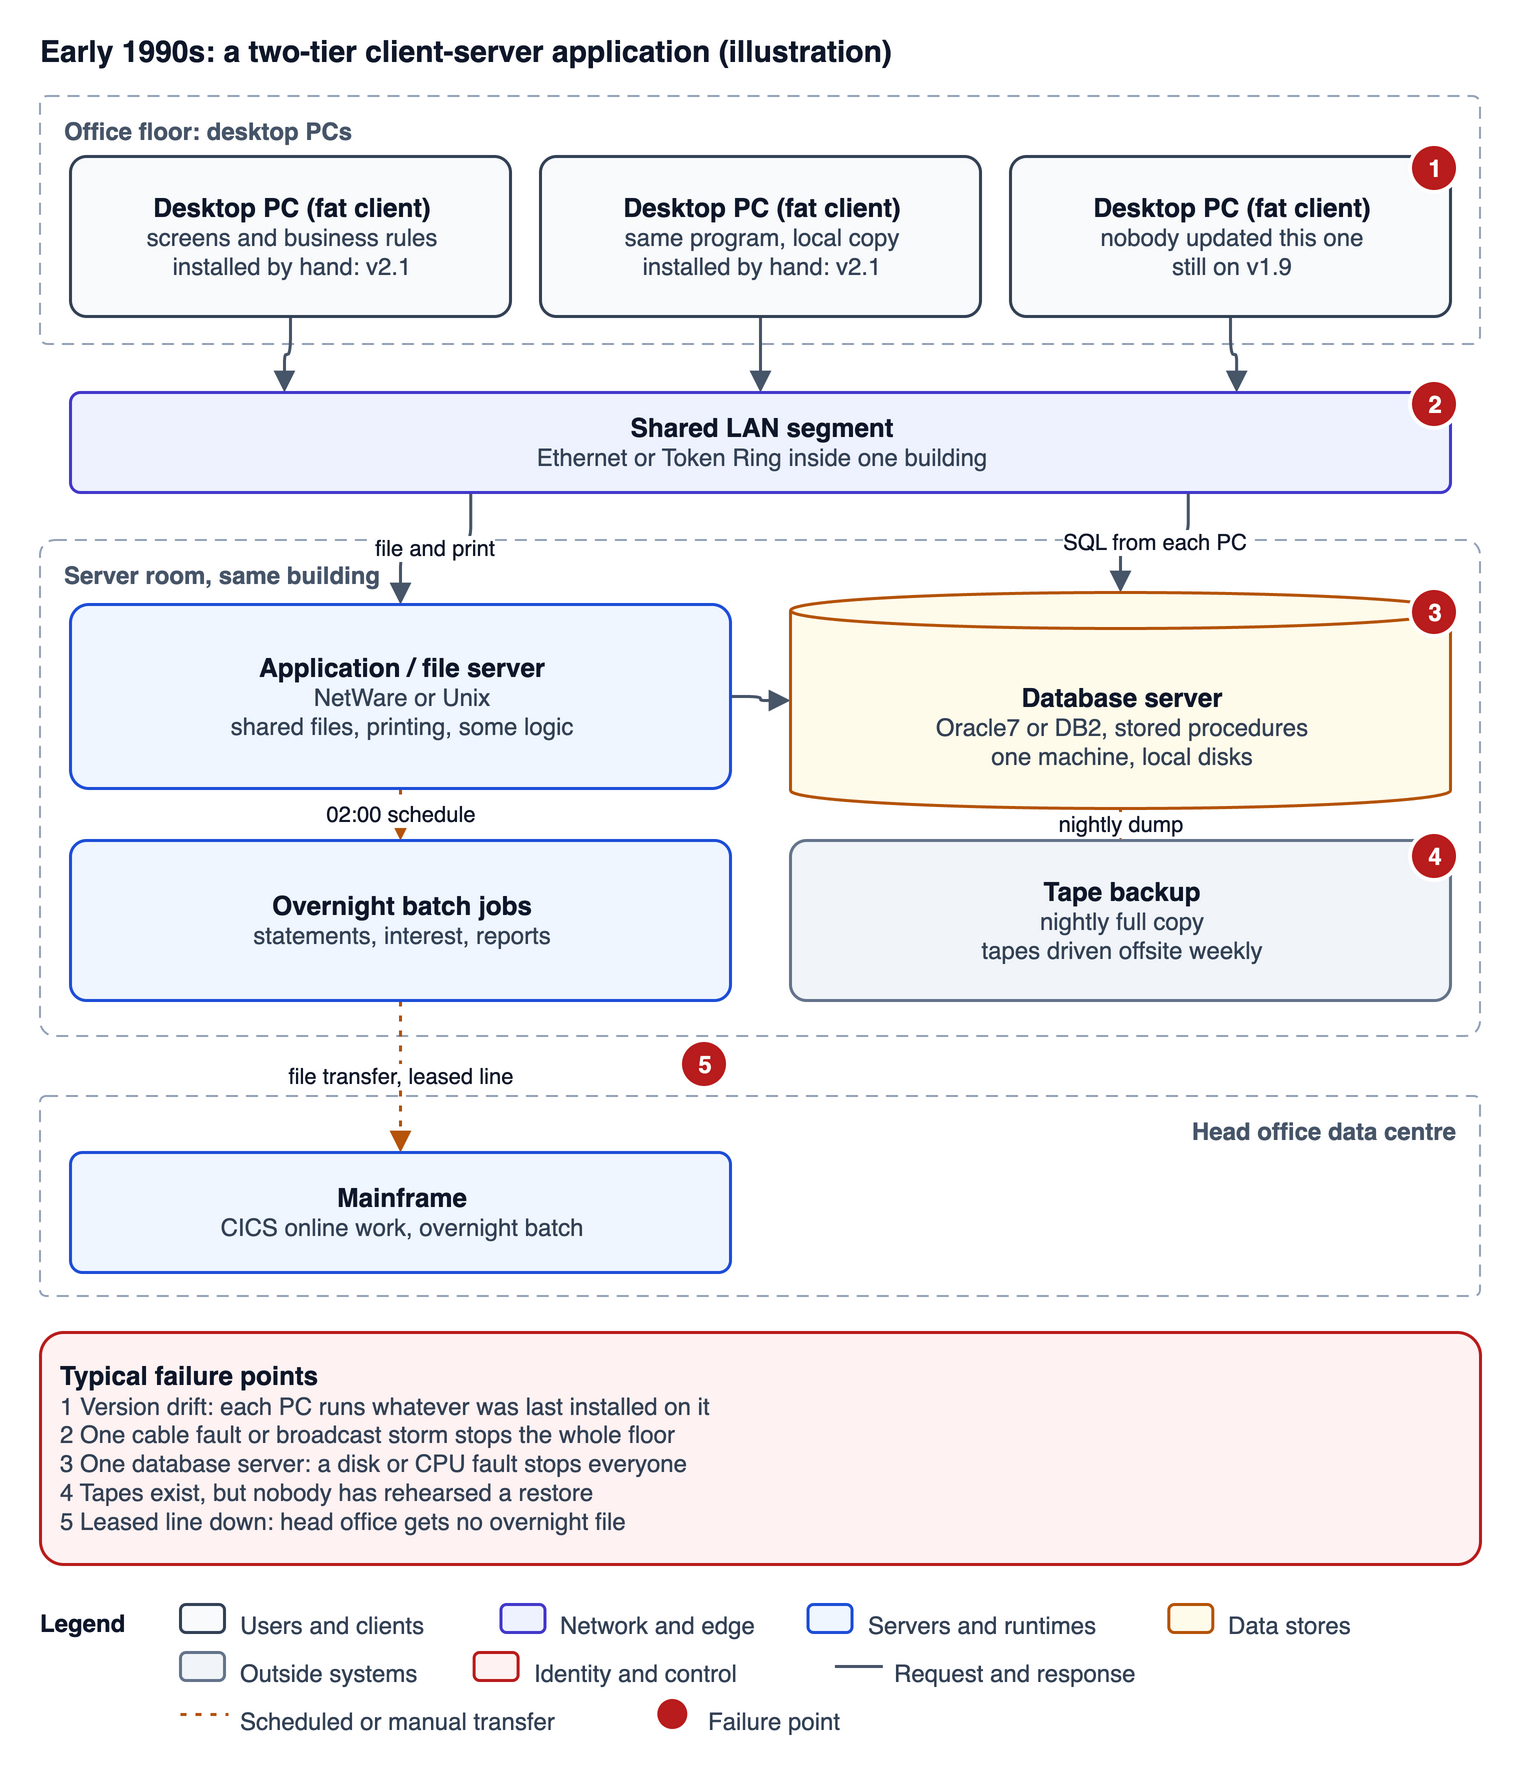 Early 1990s: a two-tier client-server application (illustration)
Office floor: desktop PCs
1
Desktop PC (fat client)
screens and business rules
installed by hand: v2.1
Desktop PC (fat client)
same program, local copy
installed by hand: v2.1
Desktop PC (fat client)
nobody updated this one
still on v1.9
2
Shared LAN segment
Ethernet or Token Ring inside one building
file and print
SQL from each PC
Server room, same building
3
Application / file server
NetWare or Unix
shared files, printing, some logic
Database server
Oracle7 or DB2, stored procedures
one machine, local disks
02:00 schedule
nightly dump
4
Overnight batch jobs
statements, interest, reports
Tape backup
nightly full copy
tapes driven offsite weekly
5
file transfer, leased line
Head office data centre
Mainframe
CICS online work, overnight batch
Typical failure points
1 Version drift: each PC runs whatever was last installed on it
2 One cable fault or broadcast storm stops the whole floor
3 One database server: a disk or CPU fault stops everyone
4 Tapes exist, but nobody has rehearsed a restore
5 Leased line down: head office gets no overnight file
Legend
Users and clients
Network and edge
Servers and runtimes
Data stores
Outside systems
Identity and control
Request and response
Scheduled or manual transfer
Failure point